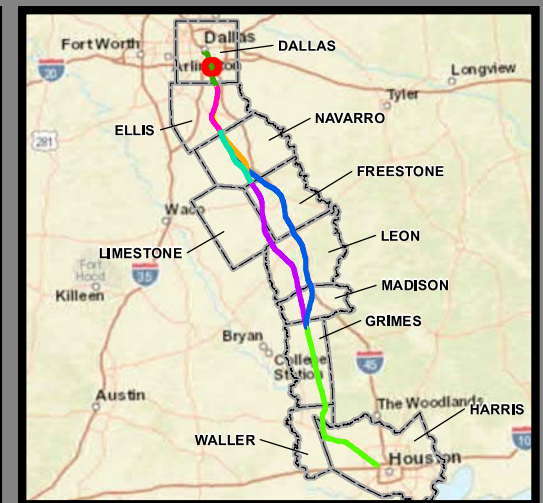 Dallas
DALLAS
Fort Worth
Arlington
20
Longview
Tyler
ELLIS
NAVARRO
281
FREESTONE
Waco
LEON
LIMESTONE
Fort
Hood
35
MADISON
Killeen
GRIMES
Bryan
College
Station
45
Austin
The Woodlands
HARRIS
WALLER
10
Houston